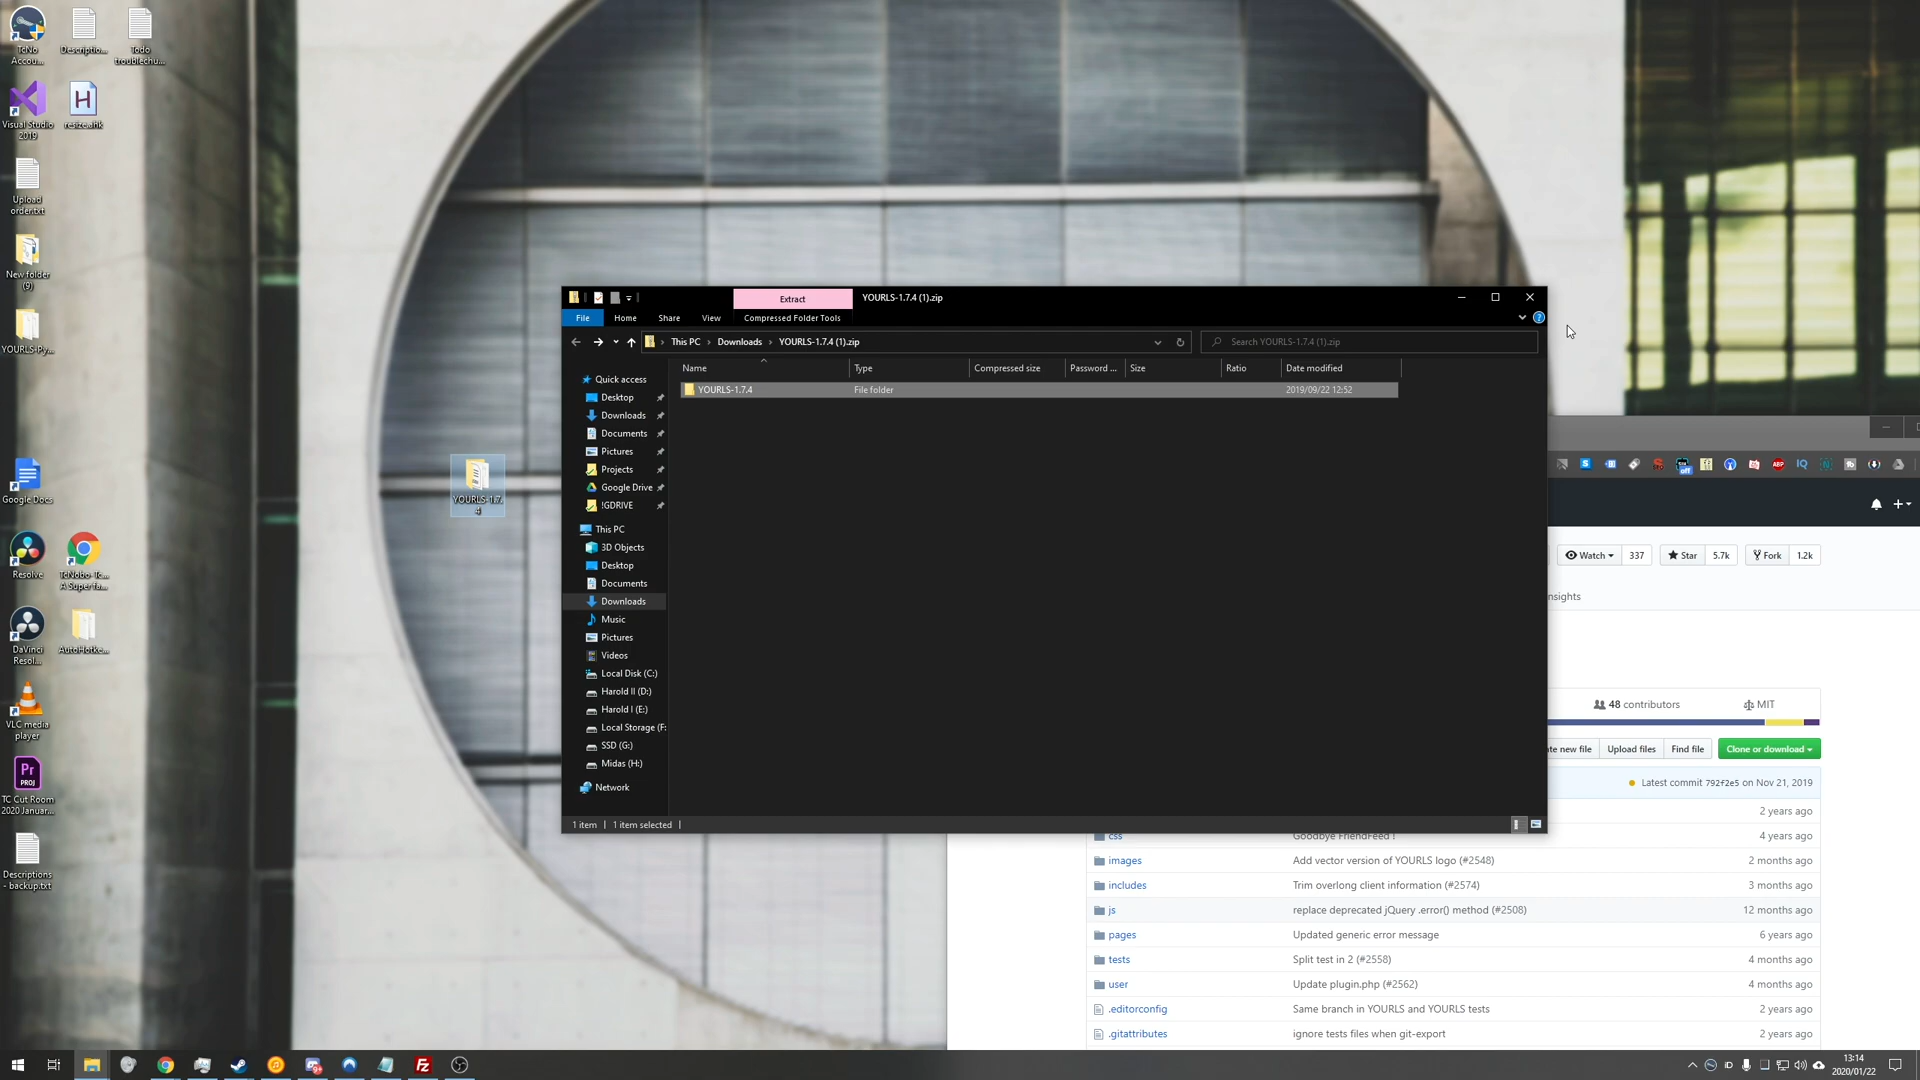 TcNo
Accou...
Descriptio...
Todo
troublechu...
Visual Studio
2019
resize.ahk
Upload
order.txt
New folder
(9)
YOURLS-Py...
Google Docs
Resolve
TcNobo- Tc...
A Super fa...
DaVinci
Resol...
AutoHotke...
VLC media
player
Pr
PROJ
TC Cut Room
2020 Januar...
Descriptions
- backup.txt
YOURLS-1.7.
4
Extract
YOURLS-1.7.4 (1).zip
File
Home
Share
View
Compressed Folder Tools
This PC › Downloads › YOURLS-1.7.4 (1).zip
Search YOURLS-1.7.4 (1).zip
Name
Type
Compressed size
Password ...
Size
Ratio
Date modified
YOURLS-1.7.4
File folder
2019/09/22 12:52
Quick access
Desktop
Downloads
Documents
Pictures
Projects
Google Drive
!GDRIVE
This PC
3D Objects
Desktop
Documents
Downloads
Music
Pictures
Videos
Local Disk (C:)
Harold II (D:)
Harold I (E:)
Local Storage (F:
SSD (G:)
Midas (H:)
Network
1 item
1 item selected
ABP
IQ
Watch
337
Star
5.7k
Fork
1.2k
nsights
48 contributors
MIT
te new file
Upload files
Find file
Clone or download
Latest commit 792f2e5 on Nov 21, 2019
2 years ago
css
Goodbye FriendFeed !
4 years ago
images
Add vector version of YOURLS logo (#2548)
2 months ago
includes
Trim overlong client information (#2574)
3 months ago
js
replace deprecated jQuery .error() method (#2508)
12 months ago
pages
Updated generic error message
6 years ago
tests
Split test in 2 (#2558)
4 months ago
user
Update plugin.php (#2562)
4 months ago
.editorconfig
Same branch in YOURLS and YOURLS tests
2 years ago
.gitattributes
ignore tests files when git-export
2 years ago
13:14
2020/01/22